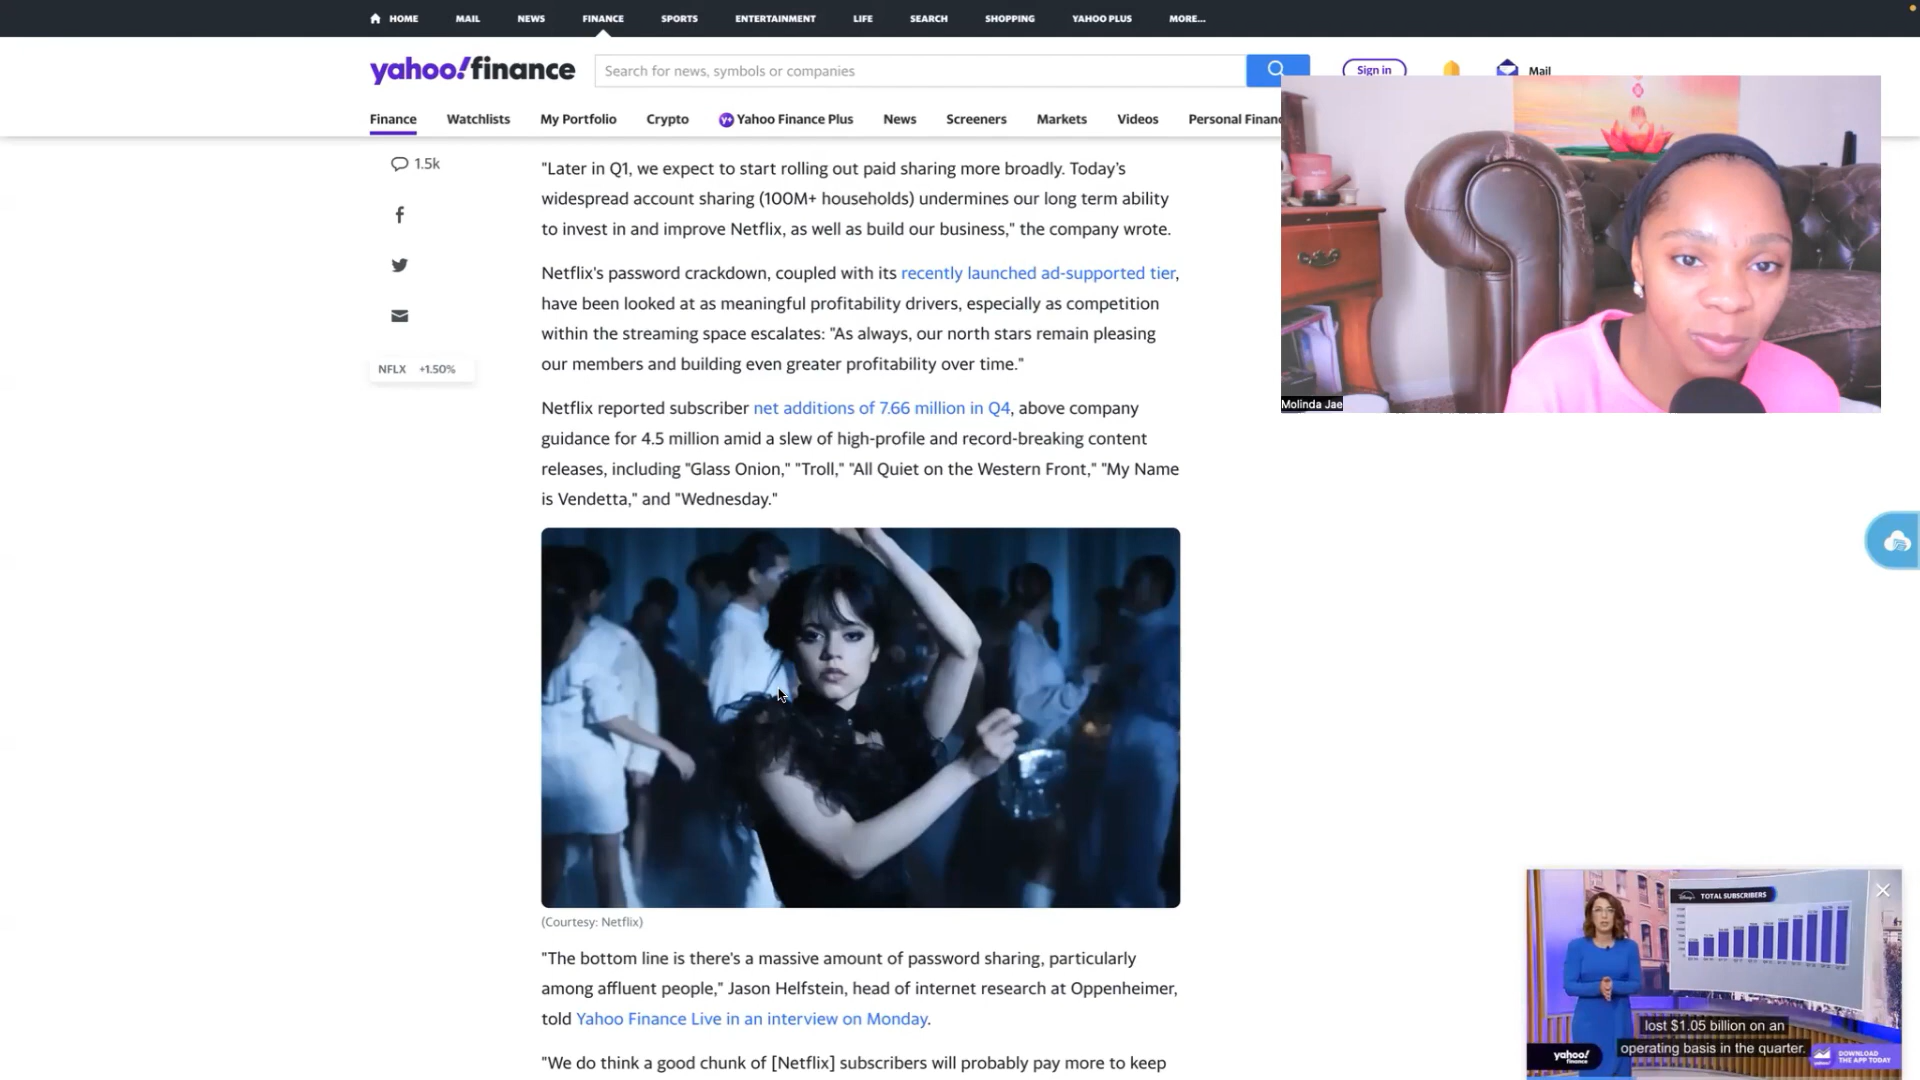 HOME MAIL NEWS FINANCE SPORTS ENTERTAINMENT LIFE SEARCH SHOPPING YAHOO PLUS MORE...
yahoo!finance
Search for news, symbols or companies
Sign in
Mail
Finance Watchlists My Portfolio Crypto Y+ Yahoo Finance Plus News Screeners Markets Videos Personal Financ
1.5k
NFLX +1.50%
"Later in Q1, we expect to start rolling out paid sharing more broadly. Today's
widespread account sharing (100M+ households) undermines our long term ability
to invest in and improve Netflix, as well as build our business," the company wrote.
Netflix's password crackdown, coupled with its recently launched ad-supported tier,
have been looked at as meaningful profitability drivers, especially as competition
within the streaming space escalates: "As always, our north stars remain pleasing
our members and building even greater profitability over time."
Netflix reported subscriber net additions of 7.66 million in Q4, above company
guidance for 4.5 million amid a slew of high-profile and record-breaking content
releases, including "Glass Onion," "Troll," "All Quiet on the Western Front," "My Name
is Vendetta," and "Wednesday."
(Courtesy: Netflix)
"The bottom line is there's a massive amount of password sharing, particularly
among affluent people," Jason Helfstein, head of internet research at Oppenheimer,
told Yahoo Finance Live in an interview on Monday.
"We do think a good chunk of [Netflix] subscribers will probably pay more to keep
Molinda Jae
TOTAL SUBSCRIBERS
lost $1.05 billion on an
operating basis in the quarter.
yahoo!
finance
DOWNLOAD
THE APP TODAY